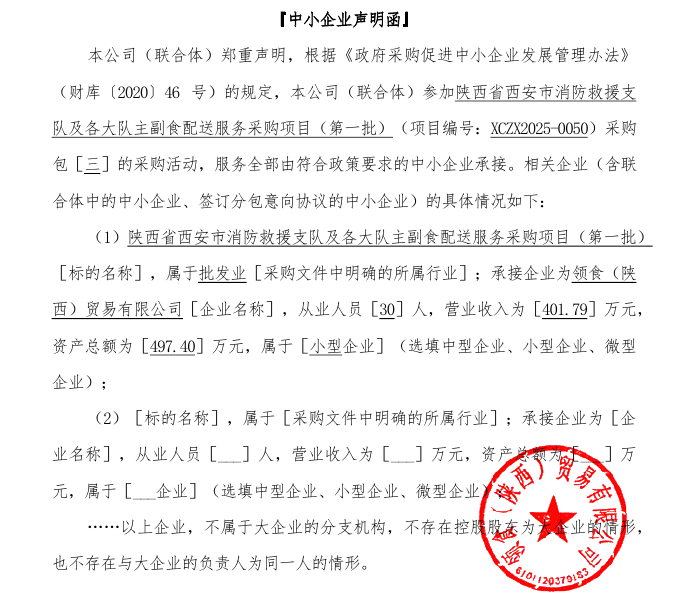 『中小企业声明函』
本公司（联合体）郑重声明，根据《政府采购促进中小企业发展管理办法》
（财库〔2020〕46 号）的规定，本公司（联合体）参加陕西省西安市消防救援支
队及各大队主副食配送服务采购项目（第一批）（项目编号：XCZX2025-0050）采购
包［三］的采购活动，服务全部由符合政策要求的中小企业承接。相关企业（含联
合体中的中小企业、签订分包意向协议的中小企业）的具体情况如下：
（1）陕西省西安市消防救援支队及各大队主副食配送服务采购项目（第一批）
［标的名称］，属于批发业［采购文件中明确的所属行业］；承接企业为领食（陕
西）贸易有限公司［企业名称］，从业人员［30］人，营业收入为［401.79］万元，
资产总额为［497.40］万元，属于［小型企业］（选填中型企业、小型企业、微型
企业）；
（2）［标的名称］，属于［采购文件中明确的所属行业］；承接企业为［企
业名称］，从业人员［___］人，营业收入为［___］万元，资产总额为［___］万
元，属于［___企业］（选填中型企业、小型企业、微型企业）；
……以上企业，不属于大企业的分支机构，不存在控股股东为大企业的情形，
也不存在与大企业的负责人为同一人的情形。
领食（陕西）贸易有限公司
6101120379183